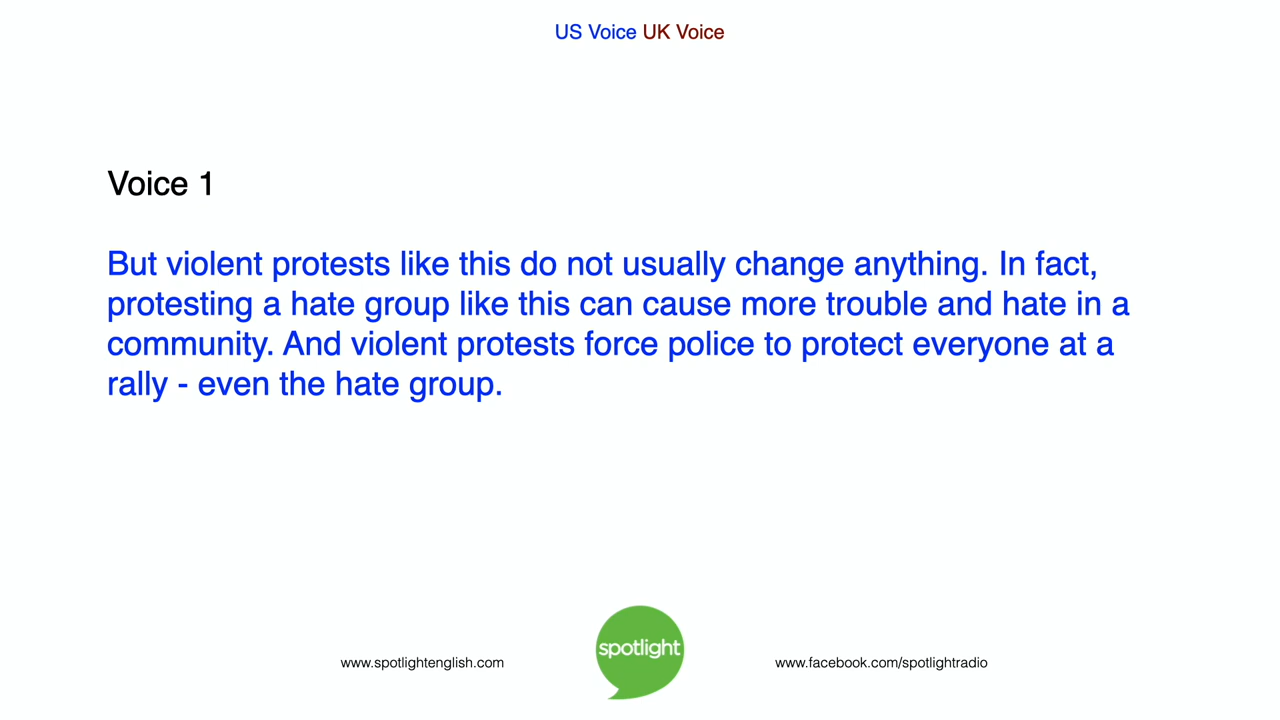 US Voice UK Voice
Voice 1
But violent protests like this do not usually change anything. In fact,
protesting a hate group like this can cause more trouble and hate in a
community. And violent protests force police to protect everyone at a
rally - even the hate group.
www.spotlightenglish.com
spotlight
www.facebook.com/spotlightradio